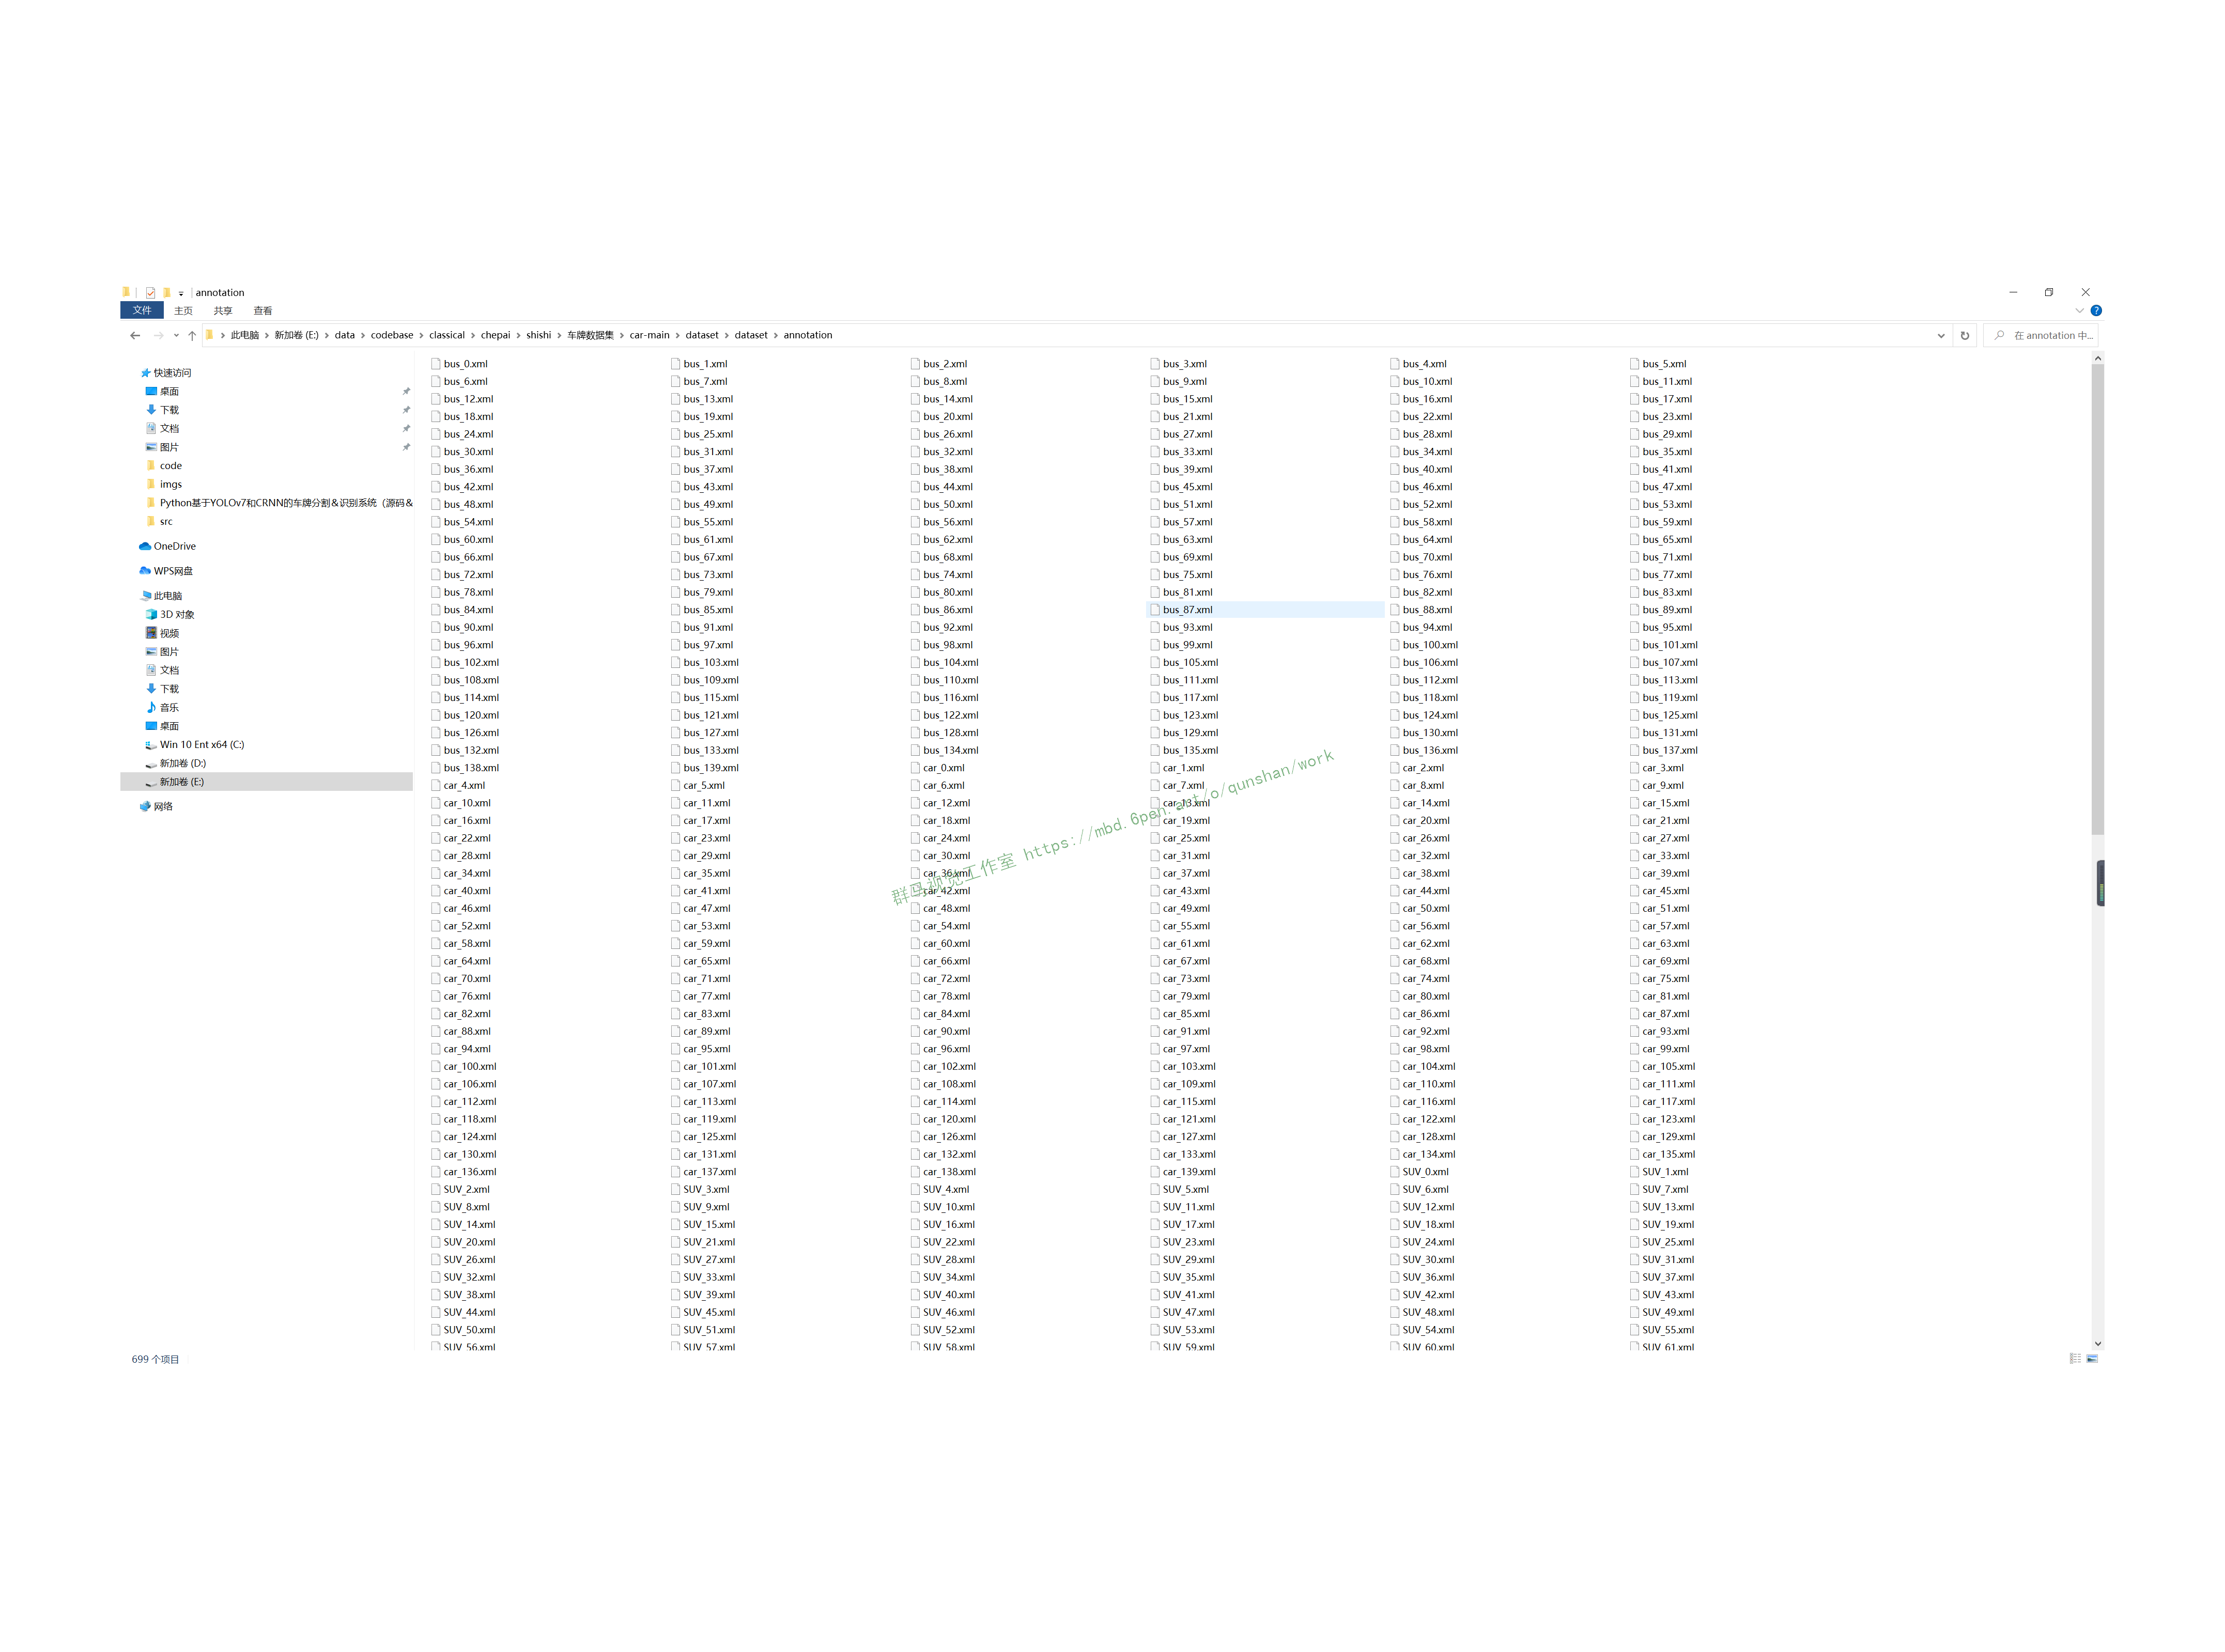 annotation
文件 主页 共享 查看
此电脑 新加卷 (E:) data codebase classical chepai shishi 车牌数据集 car-main dataset dataset annotation 在 annotation 中...
快速访问
桌面
下载
文档
图片
code
imgs
Python基于YOLOv7和CRNN的车牌分割&识别系统（源码&
src
OneDrive
WPS网盘
此电脑
3D 对象
视频
图片
文档
下载
音乐
桌面
Win 10 Ent x64 (C:)
新加卷 (D:)
新加卷 (E:)
网络
bus_0.xml bus_1.xml bus_2.xml bus_3.xml bus_4.xml bus_5.xml
bus_6.xml bus_7.xml bus_8.xml bus_9.xml bus_10.xml bus_11.xml
bus_12.xml bus_13.xml bus_14.xml bus_15.xml bus_16.xml bus_17.xml
bus_18.xml bus_19.xml bus_20.xml bus_21.xml bus_22.xml bus_23.xml
bus_24.xml bus_25.xml bus_26.xml bus_27.xml bus_28.xml bus_29.xml
bus_30.xml bus_31.xml bus_32.xml bus_33.xml bus_34.xml bus_35.xml
bus_36.xml bus_37.xml bus_38.xml bus_39.xml bus_40.xml bus_41.xml
bus_42.xml bus_43.xml bus_44.xml bus_45.xml bus_46.xml bus_47.xml
bus_48.xml bus_49.xml bus_50.xml bus_51.xml bus_52.xml bus_53.xml
bus_54.xml bus_55.xml bus_56.xml bus_57.xml bus_58.xml bus_59.xml
bus_60.xml bus_61.xml bus_62.xml bus_63.xml bus_64.xml bus_65.xml
bus_66.xml bus_67.xml bus_68.xml bus_69.xml bus_70.xml bus_71.xml
bus_72.xml bus_73.xml bus_74.xml bus_75.xml bus_76.xml bus_77.xml
bus_78.xml bus_79.xml bus_80.xml bus_81.xml bus_82.xml bus_83.xml
bus_84.xml bus_85.xml bus_86.xml bus_87.xml bus_88.xml bus_89.xml
bus_90.xml bus_91.xml bus_92.xml bus_93.xml bus_94.xml bus_95.xml
bus_96.xml bus_97.xml bus_98.xml bus_99.xml bus_100.xml bus_101.xml
bus_102.xml bus_103.xml bus_104.xml bus_105.xml bus_106.xml bus_107.xml
bus_108.xml bus_109.xml bus_110.xml bus_111.xml bus_112.xml bus_113.xml
bus_114.xml bus_115.xml bus_116.xml bus_117.xml bus_118.xml bus_119.xml
bus_120.xml bus_121.xml bus_122.xml bus_123.xml bus_124.xml bus_125.xml
bus_126.xml bus_127.xml bus_128.xml bus_129.xml bus_130.xml bus_131.xml
bus_132.xml bus_133.xml bus_134.xml bus_135.xml bus_136.xml bus_137.xml
bus_138.xml bus_139.xml car_0.xml car_1.xml car_2.xml car_3.xml
car_4.xml car_5.xml car_6.xml car_7.xml car_8.xml car_9.xml
car_10.xml car_11.xml car_12.xml car_13.xml car_14.xml car_15.xml
car_16.xml car_17.xml car_18.xml car_19.xml car_20.xml car_21.xml
car_22.xml car_23.xml car_24.xml car_25.xml car_26.xml car_27.xml
car_28.xml car_29.xml car_30.xml car_31.xml car_32.xml car_33.xml
car_34.xml car_35.xml car_36.xml car_37.xml car_38.xml car_39.xml
car_40.xml car_41.xml car_42.xml car_43.xml car_44.xml car_45.xml
car_46.xml car_47.xml car_48.xml car_49.xml car_50.xml car_51.xml
car_52.xml car_53.xml car_54.xml car_55.xml car_56.xml car_57.xml
car_58.xml car_59.xml car_60.xml car_61.xml car_62.xml car_63.xml
car_64.xml car_65.xml car_66.xml car_67.xml car_68.xml car_69.xml
car_70.xml car_71.xml car_72.xml car_73.xml car_74.xml car_75.xml
car_76.xml car_77.xml car_78.xml car_79.xml car_80.xml car_81.xml
car_82.xml car_83.xml car_84.xml car_85.xml car_86.xml car_87.xml
car_88.xml car_89.xml car_90.xml car_91.xml car_92.xml car_93.xml
car_94.xml car_95.xml car_96.xml car_97.xml car_98.xml car_99.xml
car_100.xml car_101.xml car_102.xml car_103.xml car_104.xml car_105.xml
car_106.xml car_107.xml car_108.xml car_109.xml car_110.xml car_111.xml
car_112.xml car_113.xml car_114.xml car_115.xml car_116.xml car_117.xml
car_118.xml car_119.xml car_120.xml car_121.xml car_122.xml car_123.xml
car_124.xml car_125.xml car_126.xml car_127.xml car_128.xml car_129.xml
car_130.xml car_131.xml car_132.xml car_133.xml car_134.xml car_135.xml
car_136.xml car_137.xml car_138.xml car_139.xml SUV_0.xml SUV_1.xml
SUV_2.xml SUV_3.xml SUV_4.xml SUV_5.xml SUV_6.xml SUV_7.xml
SUV_8.xml SUV_9.xml SUV_10.xml SUV_11.xml SUV_12.xml SUV_13.xml
SUV_14.xml SUV_15.xml SUV_16.xml SUV_17.xml SUV_18.xml SUV_19.xml
SUV_20.xml SUV_21.xml SUV_22.xml SUV_23.xml SUV_24.xml SUV_25.xml
SUV_26.xml SUV_27.xml SUV_28.xml SUV_29.xml SUV_30.xml SUV_31.xml
SUV_32.xml SUV_33.xml SUV_34.xml SUV_35.xml SUV_36.xml SUV_37.xml
SUV_38.xml SUV_39.xml SUV_40.xml SUV_41.xml SUV_42.xml SUV_43.xml
SUV_44.xml SUV_45.xml SUV_46.xml SUV_47.xml SUV_48.xml SUV_49.xml
SUV_50.xml SUV_51.xml SUV_52.xml SUV_53.xml SUV_54.xml SUV_55.xml
SUV_56.xml SUV_57.xml SUV_58.xml SUV_59.xml SUV_60.xml SUV_61.xml
群鸟视觉工作室 https://mbd.6pen.art/o/qunshan/work
699 个项目